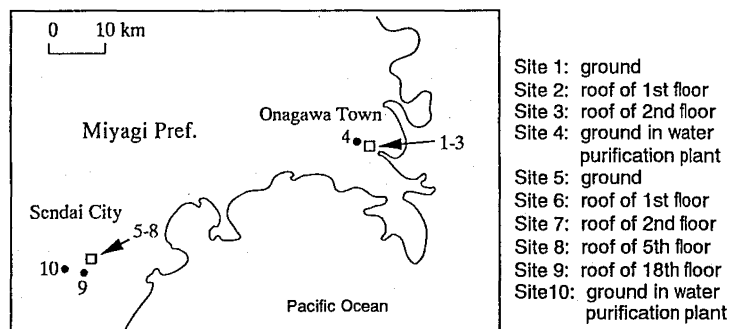 0 10 km
Onagawa Town
Miyagi Pref.
4
1-3
Sendai City
5-8
10
9
Pacific Ocean
Site 1: ground
Site 2: roof of 1st floor
Site 3: roof of 2nd floor
Site 4: ground in water
purification plant
Site 5: ground
Site 6: roof of 1st floor
Site 7: roof of 2nd floor
Site 8: roof of 5th floor
Site 9: roof of 18th floor
Site10: ground in water
purification plant